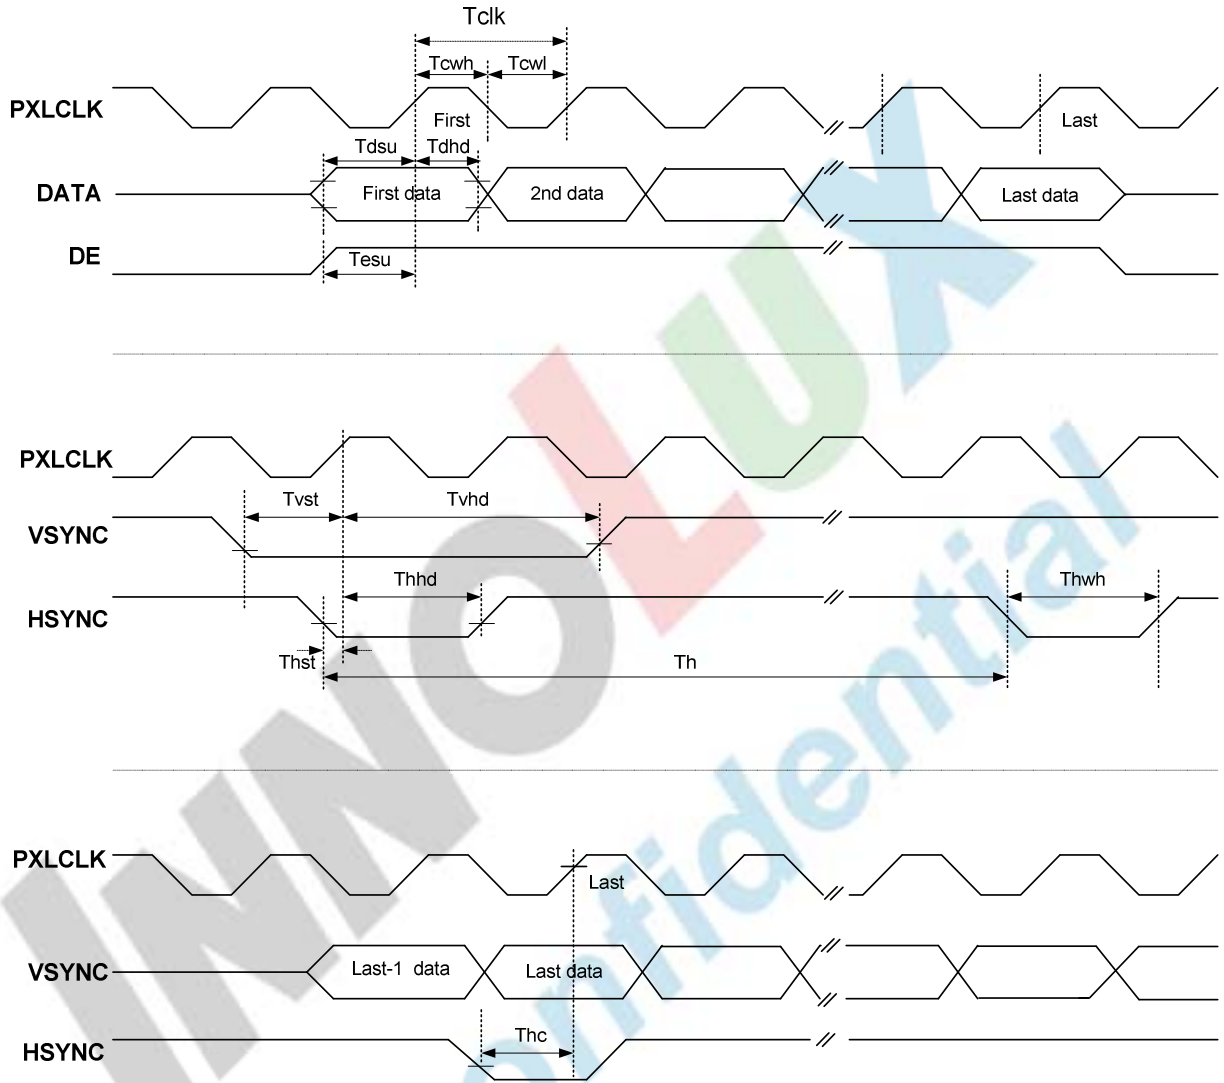 Tclk
Tcwh Tcwl
PXLCLK
First
Last
Tdsu Tdhd
DATA
First data
2nd data
Last data
DE
Tesu
PXLCLK
Tvst Tvhd
VSYNC
Thhd
Thwh
HSYNC
Thst
Th
PXLCLK
Last
VSYNC
Last-1 data
Last data
Thc
HSYNC
INNOLUX
Confidential